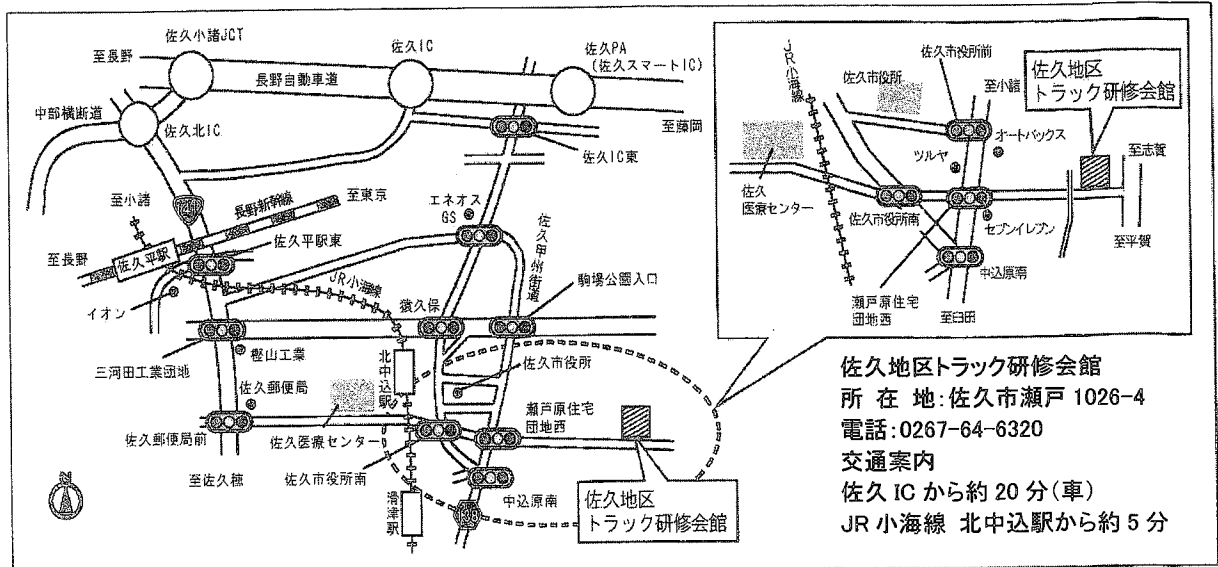 佐久小諸JCT
至長野
長野自動車道
佐久IC
佐久PA
(佐久スマートIC)
至藤岡
中部横断道
佐久北IC
佐久IC東
至小諸
141
長野新幹線
至東京
エネオス
GS
佐久甲州街道
至長野
佐久平駅
佐久平駅東
JR小海線
イオン
猿久保
駒場公園入口
三河田工業団地
樫山工業
北中込駅
佐久市役所
佐久郵便局
瀬戸原住宅
団地西
佐久郵便局前
佐久医療センター
至佐久穂
佐久市役所南
滑津駅
中込原南
佐久地区
トラック研修会館
JR小海線
佐久市役所前
佐久市役所
至小諸
佐久地区
トラック研修会館
オートバックス
ツルヤ
至志賀
佐久
医療センター
佐久市役所南
セブンイレブン
至平賀
中込原南
瀬戸原住宅
団地西
至臼田
佐久地区トラック研修会館
所 在 地:佐久市瀬戸 1026-4
電話:0267-64-6320
交通案内
佐久 IC から約 20 分(車)
JR 小海線 北中込駅から約 5 分